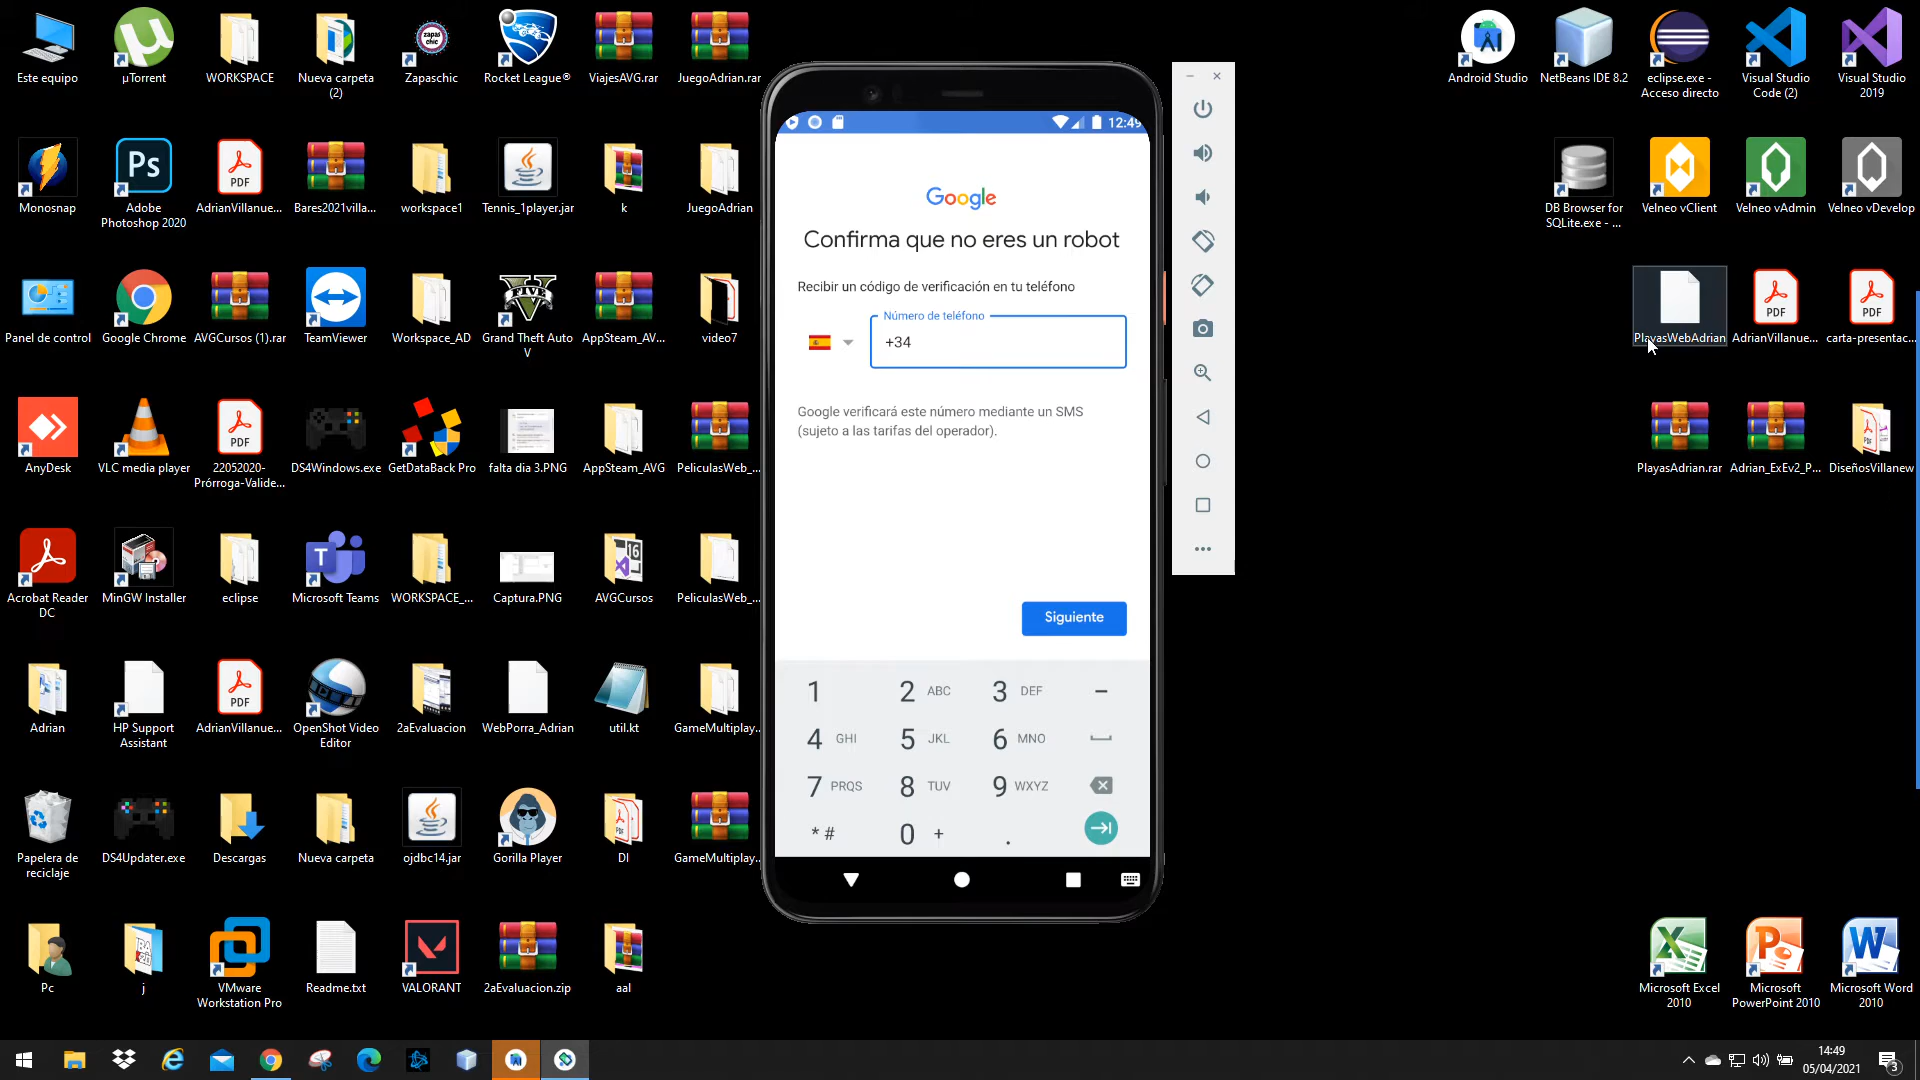 Este equipo
µTorrent
WORKSPACE
Nueva carpeta
(2)
Zapaschic
Rocket League®
ViajesAVG.rar
JuegoAdrian.rar
Android Studio
NetBeans IDE 8.2
eclipse.exe -
Acceso directo
Visual Studio
Code (2)
Visual Studio
2019
Monosnap
Adobe
Photoshop 2020
AdrianVillanue...
Bares2021villa...
workspace1
Tennis_1player.jar
k
JuegoAdrian
DB Browser for
SQLite.exe - ...
Velneo vClient
Velneo vAdmin
Velneo vDevelop
Panel de control
Google Chrome
AVGCursos (1).rar
TeamViewer
Workspace_AD
Grand Theft Auto
V
AppSteam_AV...
video7
PlayasWebAdrian
AdrianVillanue...
carta-presentac...
AnyDesk
VLC media player
22052020-
Prórroga-Valide...
DS4Windows.exe
GetDataBack Pro
falta dia 3.PNG
AppSteam_AVG
PeliculasWeb_...
PlayasAdrian.rar
Adrian_ExEv2_P...
DiseñosVillanew
Acrobat Reader
DC
MinGW Installer
eclipse
Microsoft Teams
WORKSPACE_...
Captura.PNG
AVGCursos
PeliculasWeb_...
Adrian
HP Support
Assistant
AdrianVillanue...
OpenShot Video
Editor
2aEvaluacion
WebPorra_Adrian
util.kt
GameMultiplay...
Papelera de
reciclaje
DS4Updater.exe
Descargas
Nueva carpeta
ojdbc14.jar
Gorilla Player
DI
GameMultiplay...
Pc
j
VMware
Workstation Pro
Readme.txt
VALORANT
2aEvaluacion.zip
aal
Microsoft Excel
2010
Microsoft
PowerPoint 2010
Microsoft Word
2010
12:49
Google
Confirma que no eres un robot
Recibir un código de verificación en tu teléfono
Número de teléfono
+34
Google verificará este número mediante un SMS
(sujeto a las tarifas del operador).
Siguiente
1 2 ABC 3 DEF –
4 GHI 5 JKL 6 MNO
7 PRQS 8 TUV 9 WXYZ
* # 0 + .
14:49
05/04/2021
3